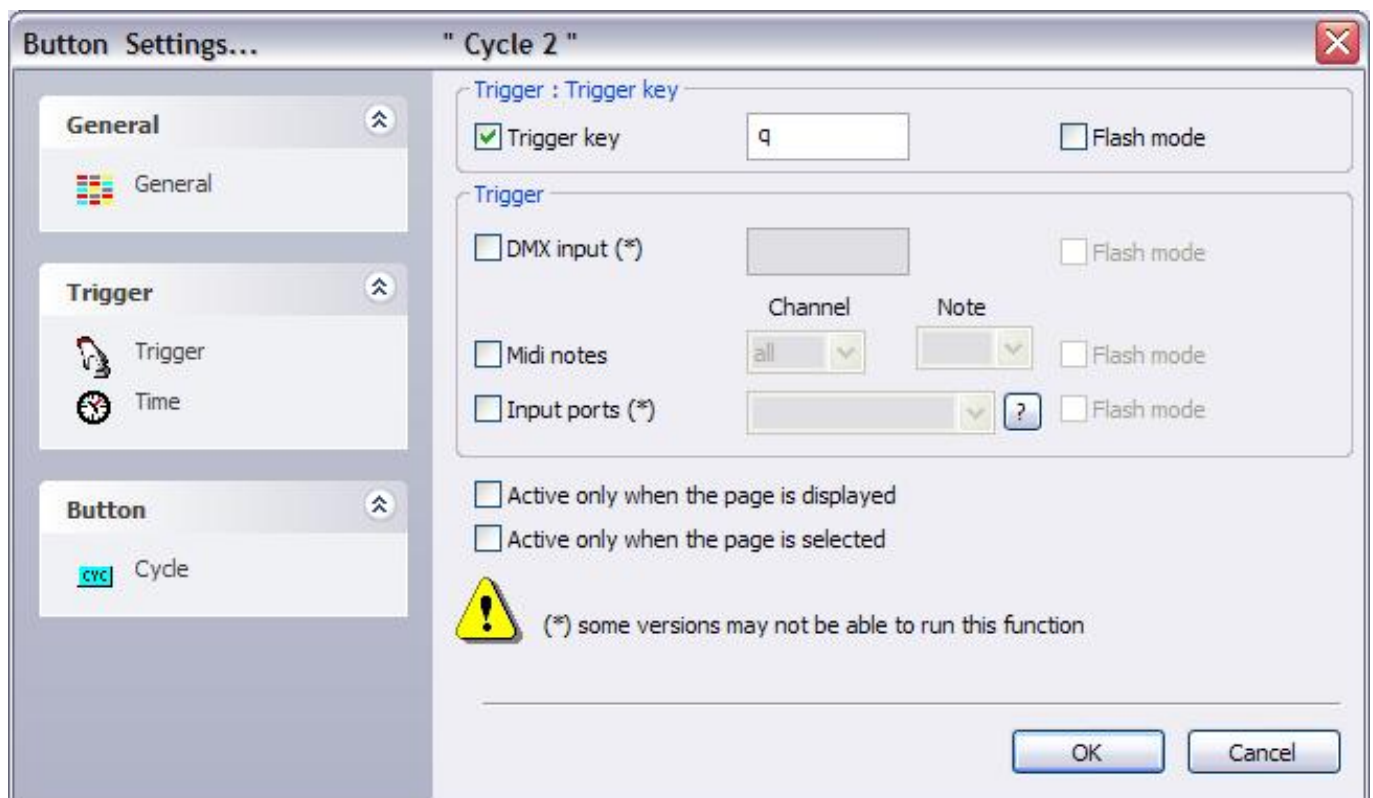 Button Settings... " Cycle 2 "
General
General
Trigger
Trigger
Time
Button
CYC Cycle
Trigger : Trigger key
Trigger key q Flash mode
Trigger
DMX input (*) Flash mode
Channel Note
Midi notes all Flash mode
Input ports (*) ? Flash mode
Active only when the page is displayed
Active only when the page is selected
(*) some versions may not be able to run this function
OK Cancel